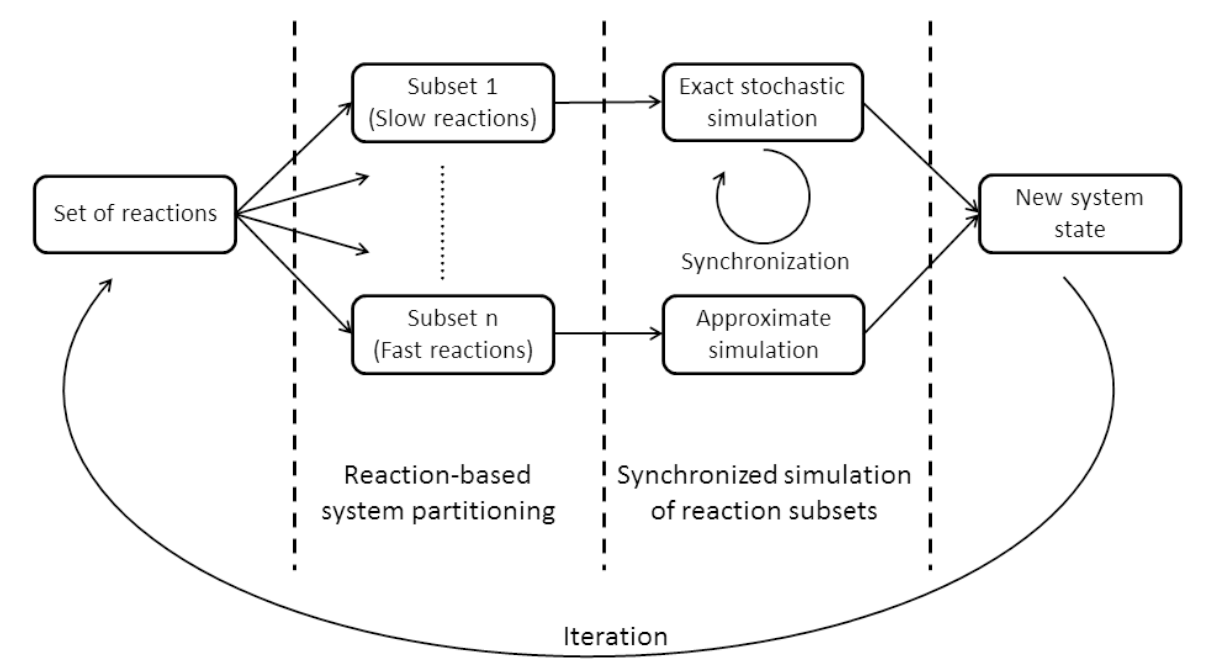 Set of reactions
Subset 1
(Slow reactions)
Subset n
(Fast reactions)
Reaction-based
system partitioning
Exact stochastic
simulation
Synchronization
Approximate
simulation
Synchronized simulation
of reaction subsets
New system
state
Iteration